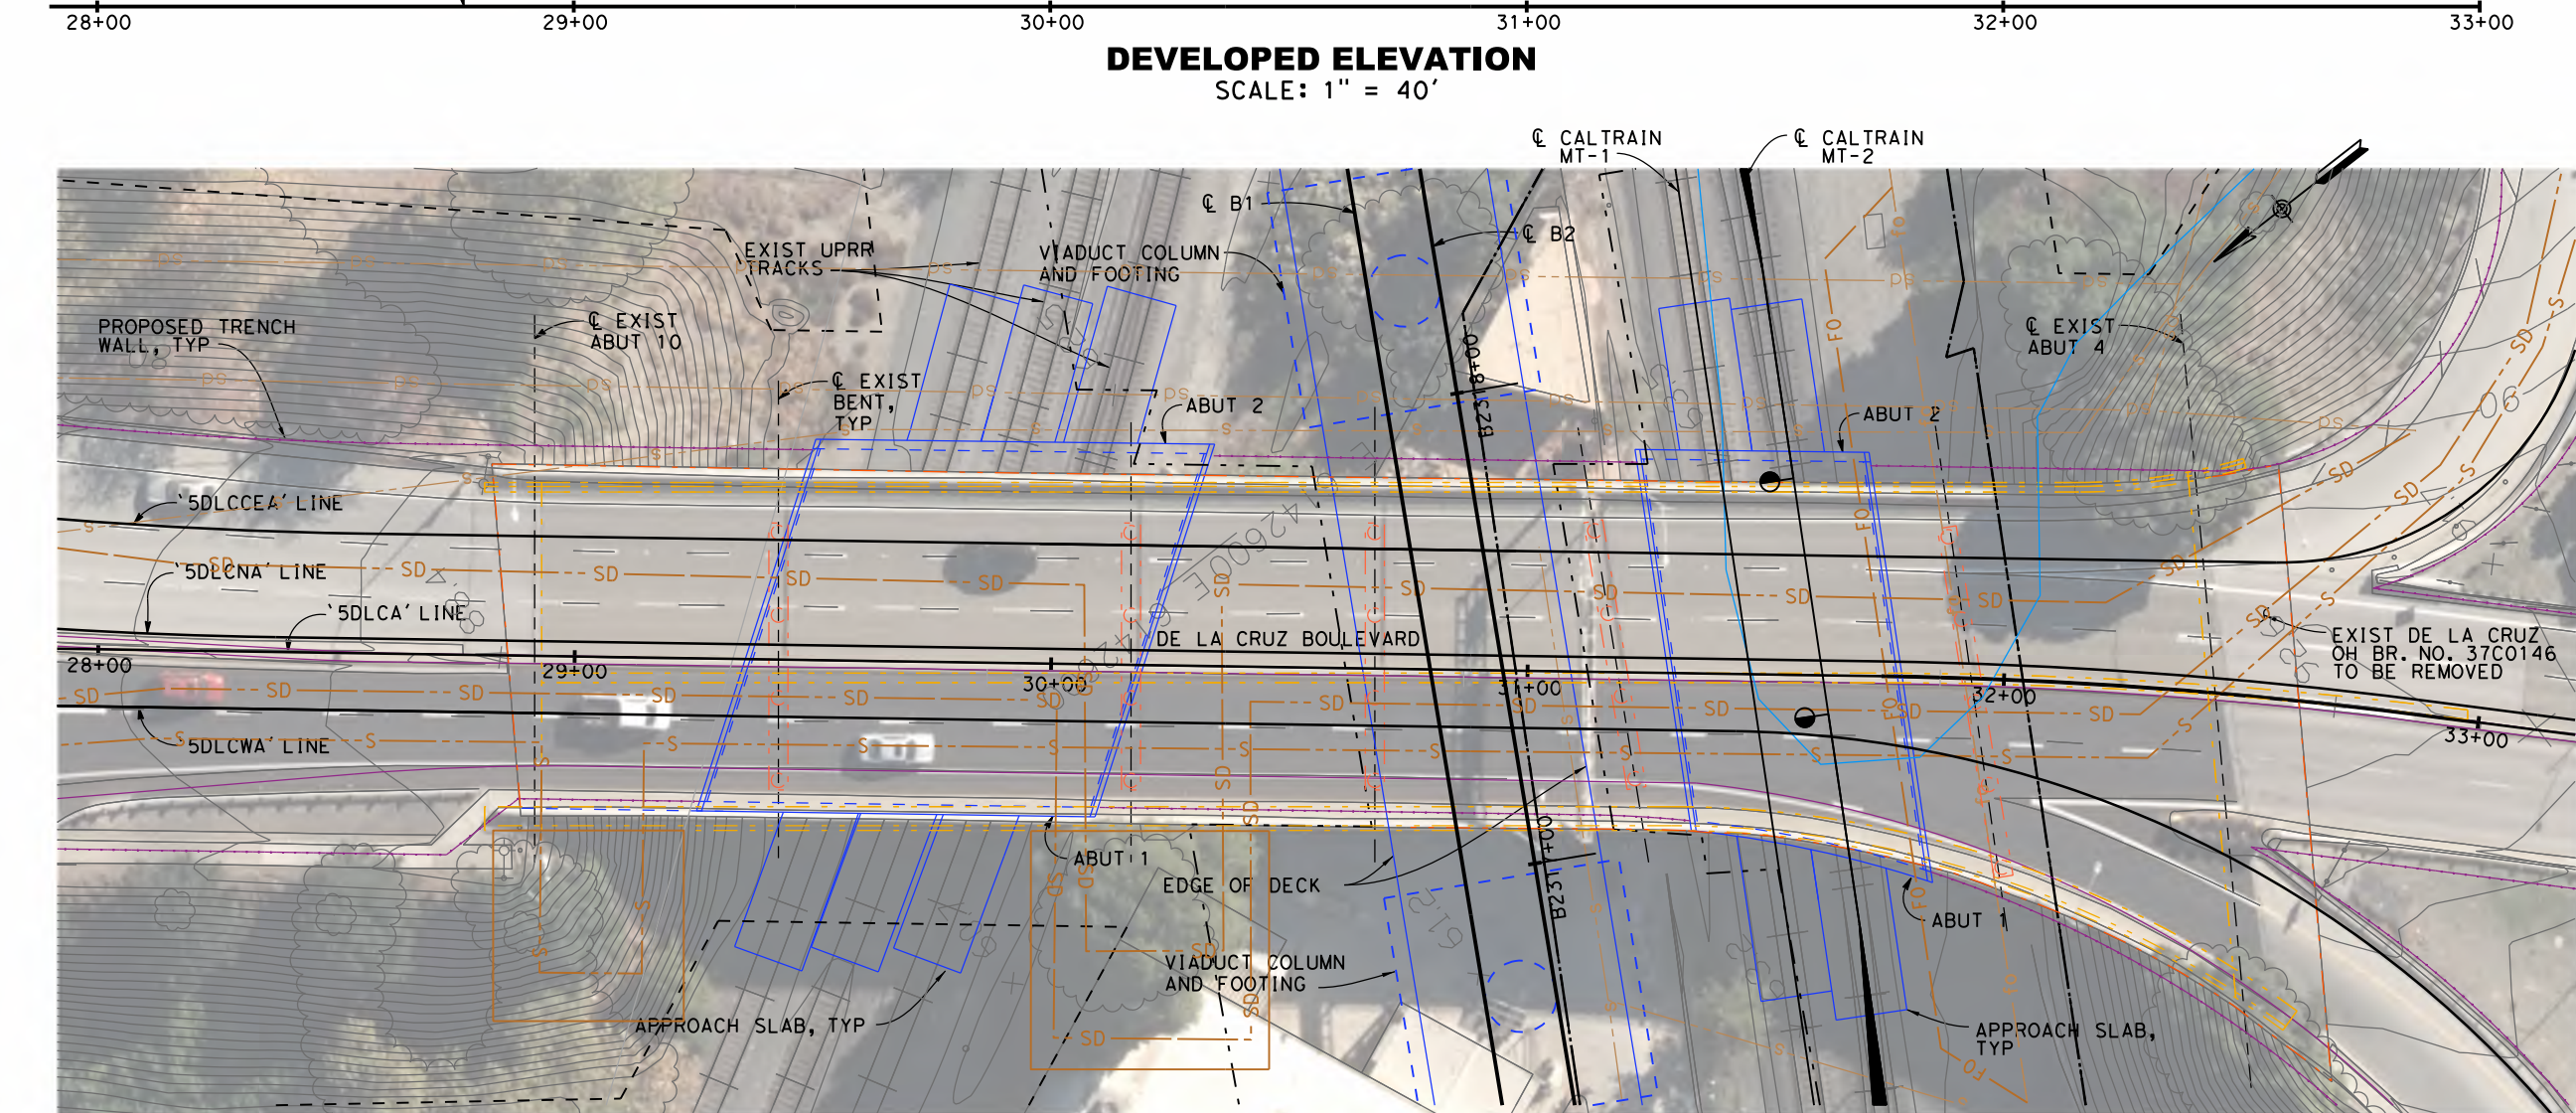 28+00 29+00 30+00 31+00 32+00 33+00
DEVELOPED ELEVATION
SCALE: 1" = 40'
℄ CALTRAIN
MT-1
℄ CALTRAIN
MT-2
℄ B1
℄ B2
EXIST UPRR
TRACKS
VIADUCT COLUMN
AND FOOTING
PROPOSED TRENCH
WALL, TYP
℄ EXIST
ABUT 10
℄ EXIST
ABUT 4
℄ EXIST
BENT,
TYP
ABUT 2
ABUT 2
B2318+00
'5DLCCEA' LINE
'5DLCNA' LINE
'5DLCA' LINE
DE LA CRUZ BOULEVARD
EXIST DE LA CRUZ
OH BR. NO. 37C0146
TO BE REMOVED
28+00 29+00 30+00 31+00 32+00 33+00
'5DLCWA' LINE
ABUT 1
EDGE OF DECK
B2317+00
ABUT 1
VIADUCT COLUMN
AND FOOTING
APPROACH SLAB, TYP
APPROACH SLAB,
TYP